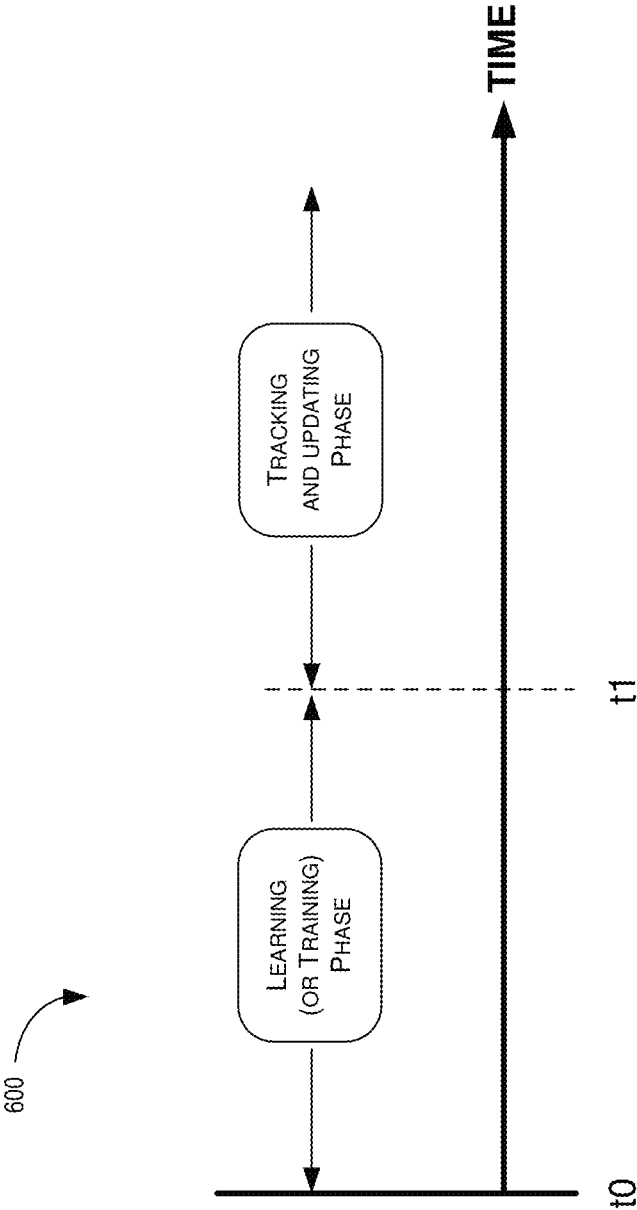 600
LEARNING
(OR TRAINING)
PHASE
TRACKING
AND UPDATING
PHASE
TIME
t0
t1